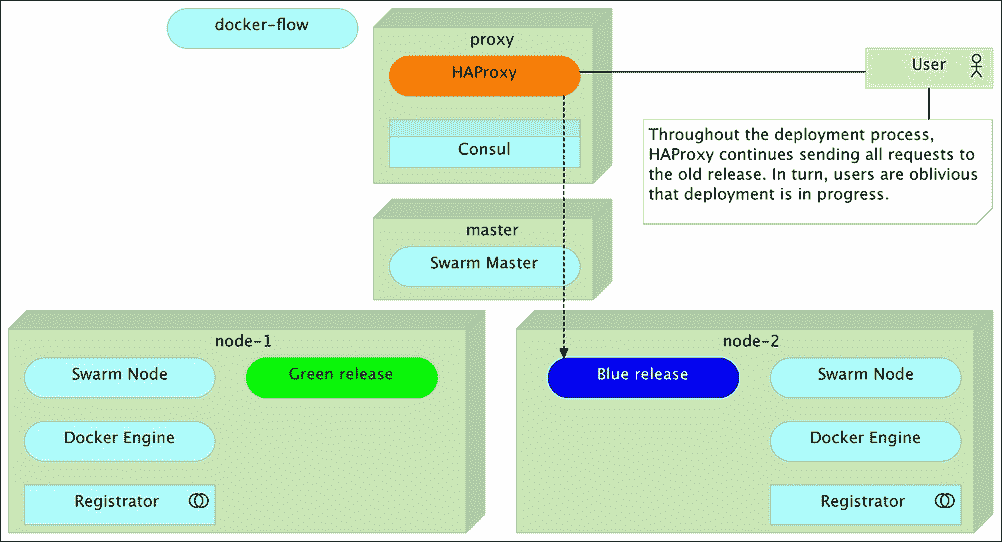 docker-flow
proxy
HAProxy
Consul
User
Throughout the deployment process,
HAProxy continues sending all requests to
the old release. In turn, users are oblivious
that deployment is in progress.
master
Swarm Master
node-1
Swarm Node
Green release
Docker Engine
Registrator
node-2
Blue release
Swarm Node
Docker Engine
Registrator